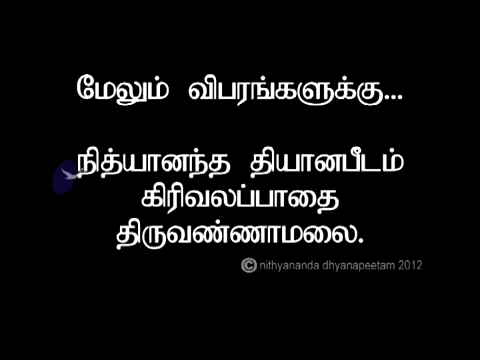 மேலும் விபரங்களுக்கு...
நித்யானந்த தியானபீடம்
கிரிவலப்பாதை
திருவண்ணாமலை.
© nithyananda dhyanapeetam 2012